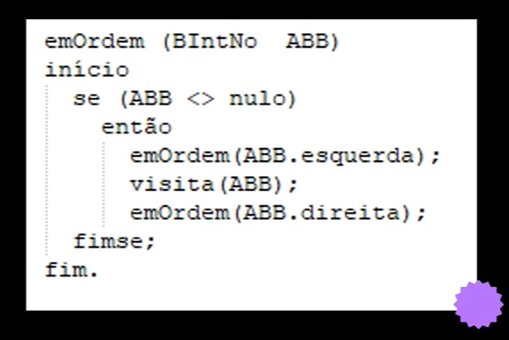 emOrdem (BIntNo  ABB)
início
se (ABB <> nulo)
então
emOrdem(ABB.esquerda);
visita(ABB);
emOrdem(ABB.direita);
fimse;
fim.